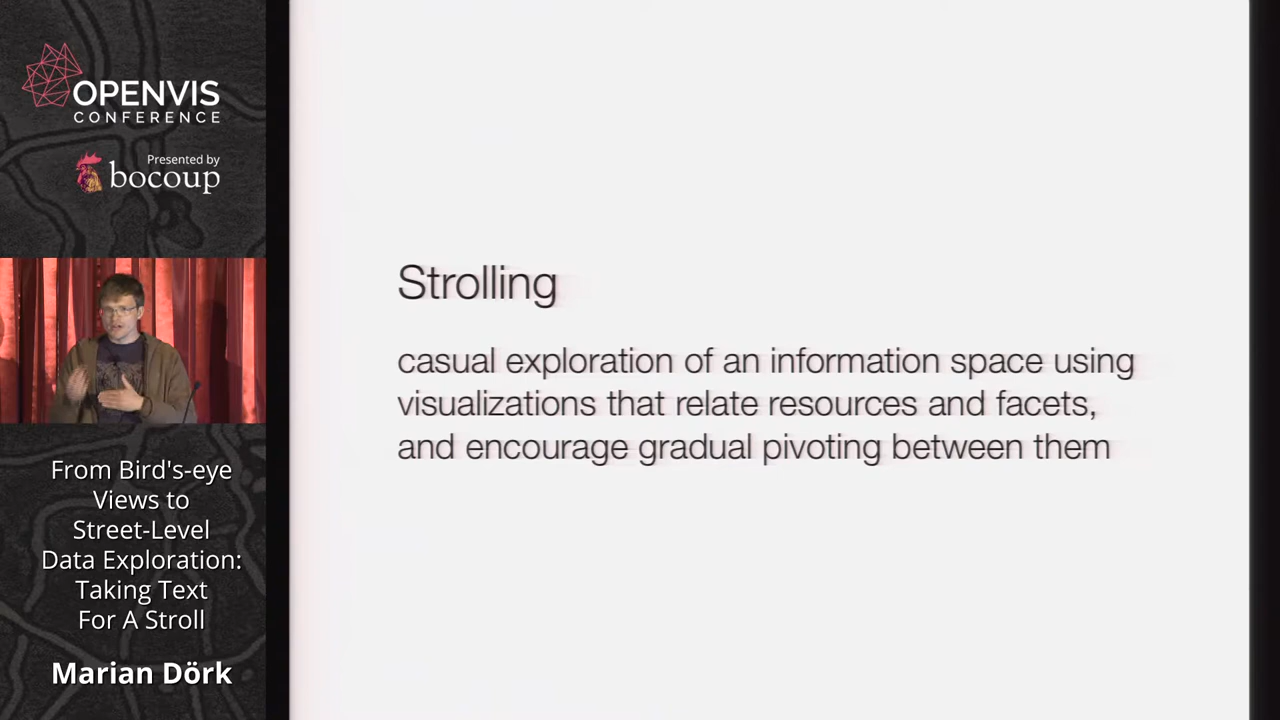 OPENVIS
CONFERENCE
Presented by
bocoup
From Bird's-eye
Views to
Street-Level
Data Exploration:
Taking Text
For A Stroll
Marian Dörk
Strolling
casual exploration of an information space using
visualizations that relate resources and facets,
and encourage gradual pivoting between them